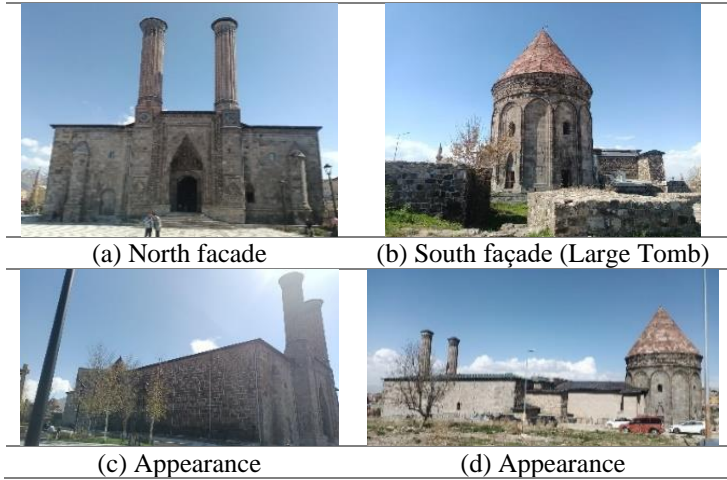 (a) North facade
(b) South façade (Large Tomb)
(c) Appearance
(d) Appearance